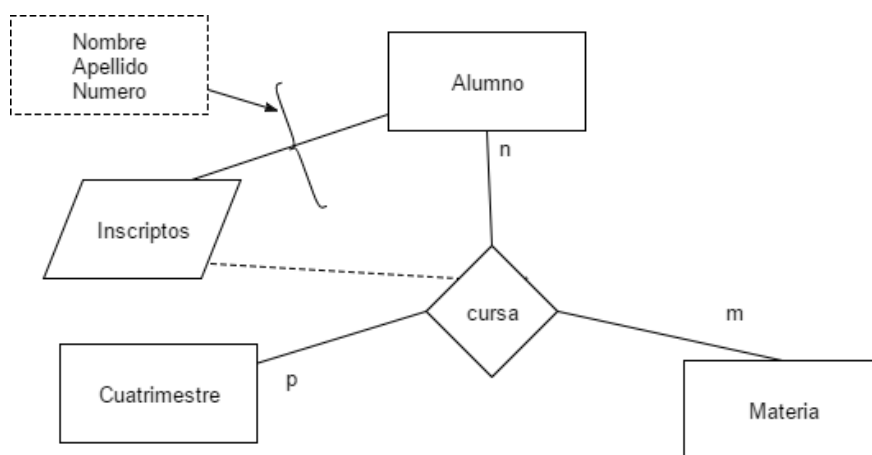 Nombre
Apellido
Numero
Alumno
n
Inscriptos
cursa
m
p
Cuatrimestre
Materia